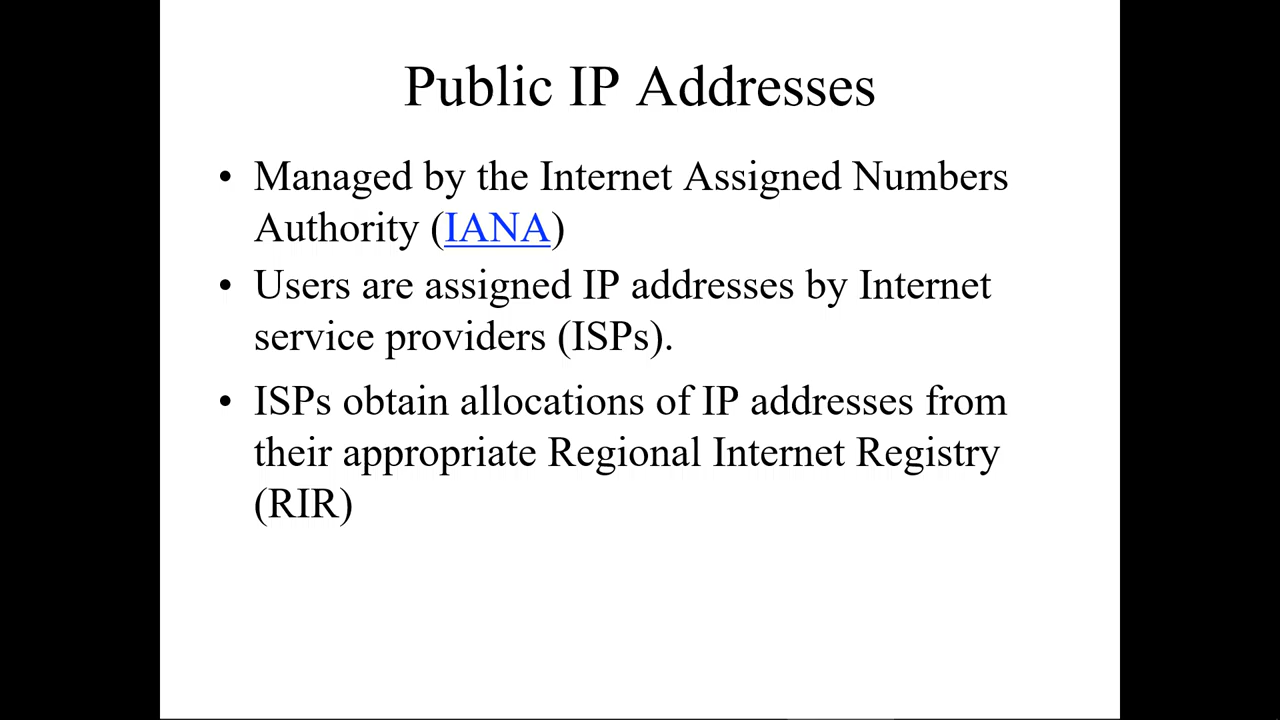 Public IP Addresses
• Managed by the Internet Assigned Numbers
Authority (IANA)
• Users are assigned IP addresses by Internet
service providers (ISPs).
• ISPs obtain allocations of IP addresses from
their appropriate Regional Internet Registry
(RIR)